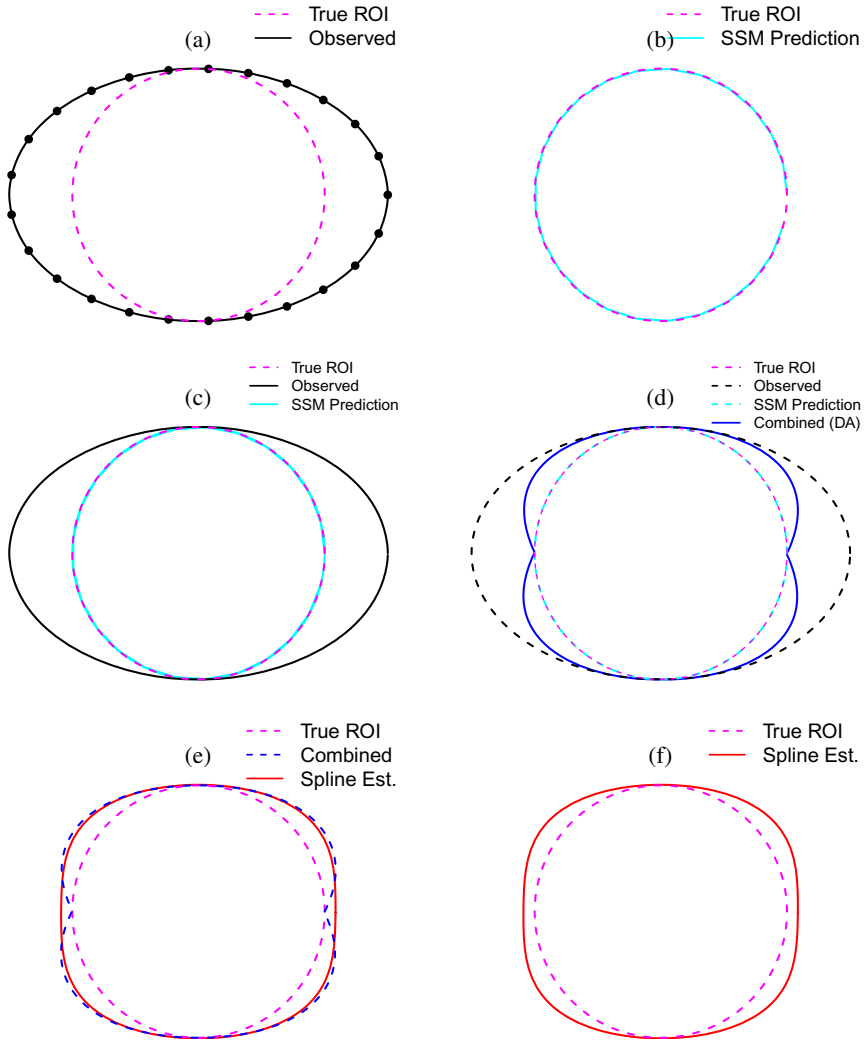 True ROI
(a)
Observed
True ROI
(b)
SSM Prediction
True ROI
Observed
(c)
SSM Prediction
True ROI
Observed
(d)
SSM Prediction
Combined (DA)
True ROI
(e)
Combined
Spline Est.
True ROI
(f)
Spline Est.